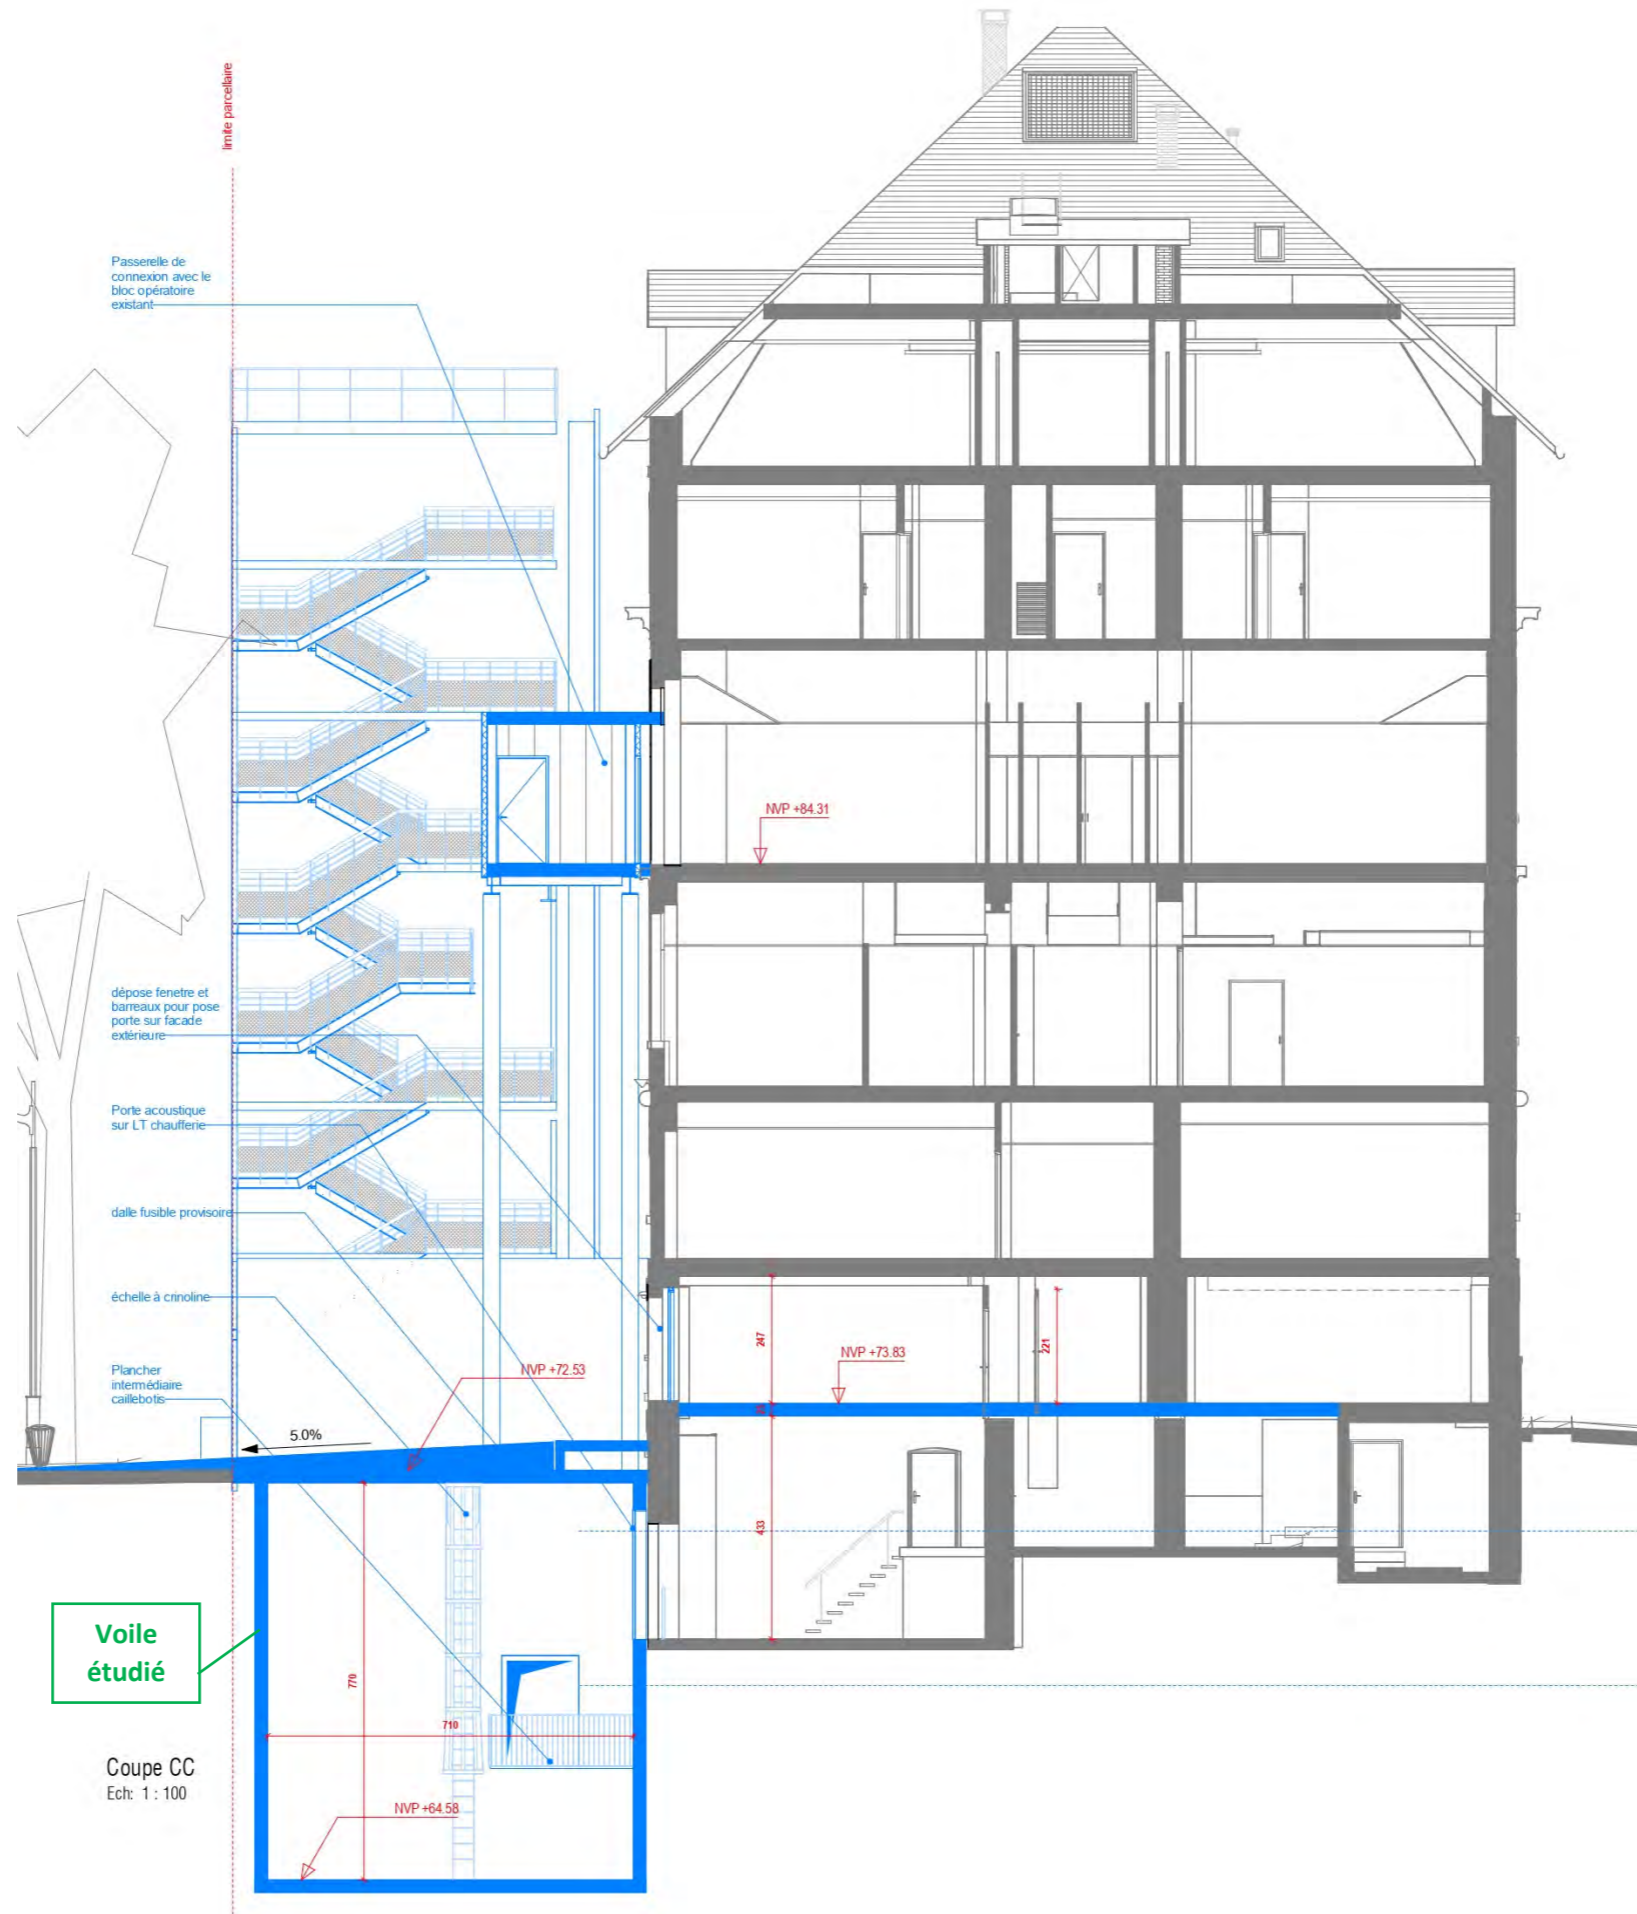 limite parcellaire
Passerelle de
connexion avec le
bloc opératoire
existant
NVP +84.31
dépose fenetre et
barreaux pour pose
porte sur facade
extérieure
Porte acoustique
sur LT chaufferie
dalle fusible provisoire
échelle à crinoline
Plancher
intermédiaire
caillebotis
247
221
NVP +73.83
NVP +72.53
5.0%
433
Voile
étudié
770
710
NVP +64.58
Coupe CC
Ech: 1 : 100